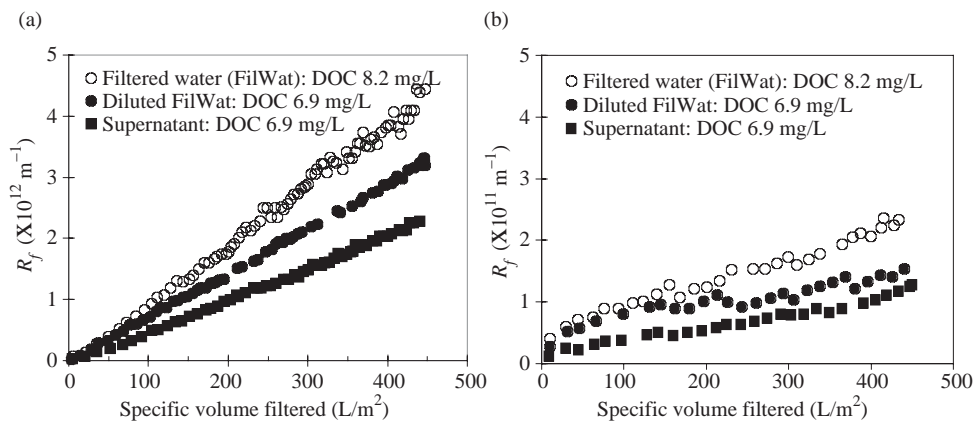 (a)
5
4
3
2
1
0
R_f (X10^12 m^−1)
Filtered water (FilWat): DOC 8.2 mg/L
Diluted FilWat: DOC 6.9 mg/L
Supernatant: DOC 6.9 mg/L
0 100 200 300 400 500
Specific volume filtered (L/m^2)
(b)
5
4
3
2
1
0
R_f (X10^11 m^−1)
Filtered water (FilWat): DOC 8.2 mg/L
Diluted FilWat: DOC 6.9 mg/L
Supernatant: DOC 6.9 mg/L
0 100 200 300 400 500
Specific volume filtered (L/m^2)